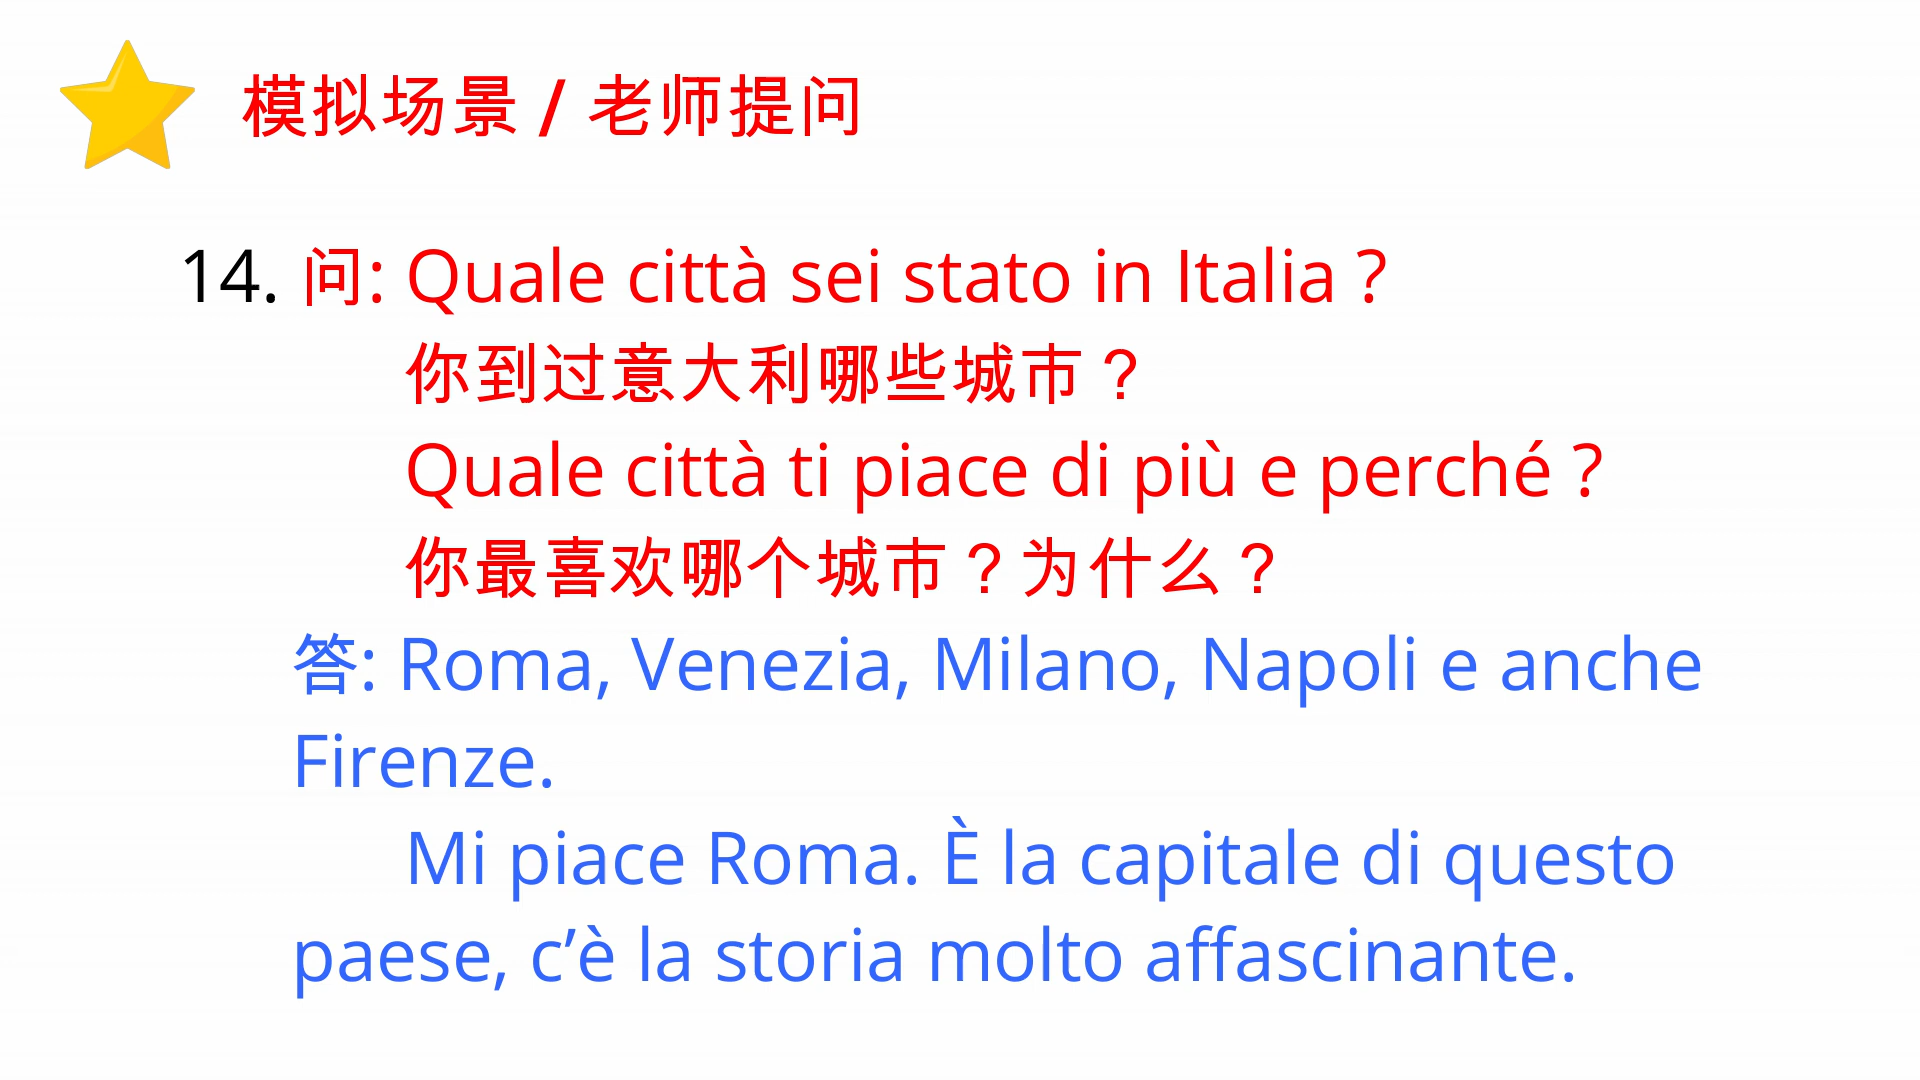 模拟场景 / 老师提问
14. 问: Quale città sei stato in Italia ?
你到过意大利哪些城市？
Quale città ti piace di più e perché ?
你最喜欢哪个城市？为什么？
答: Roma, Venezia, Milano, Napoli e anche
Firenze.
Mi piace Roma. È la capitale di questo
paese, c’è la storia molto affascinante.